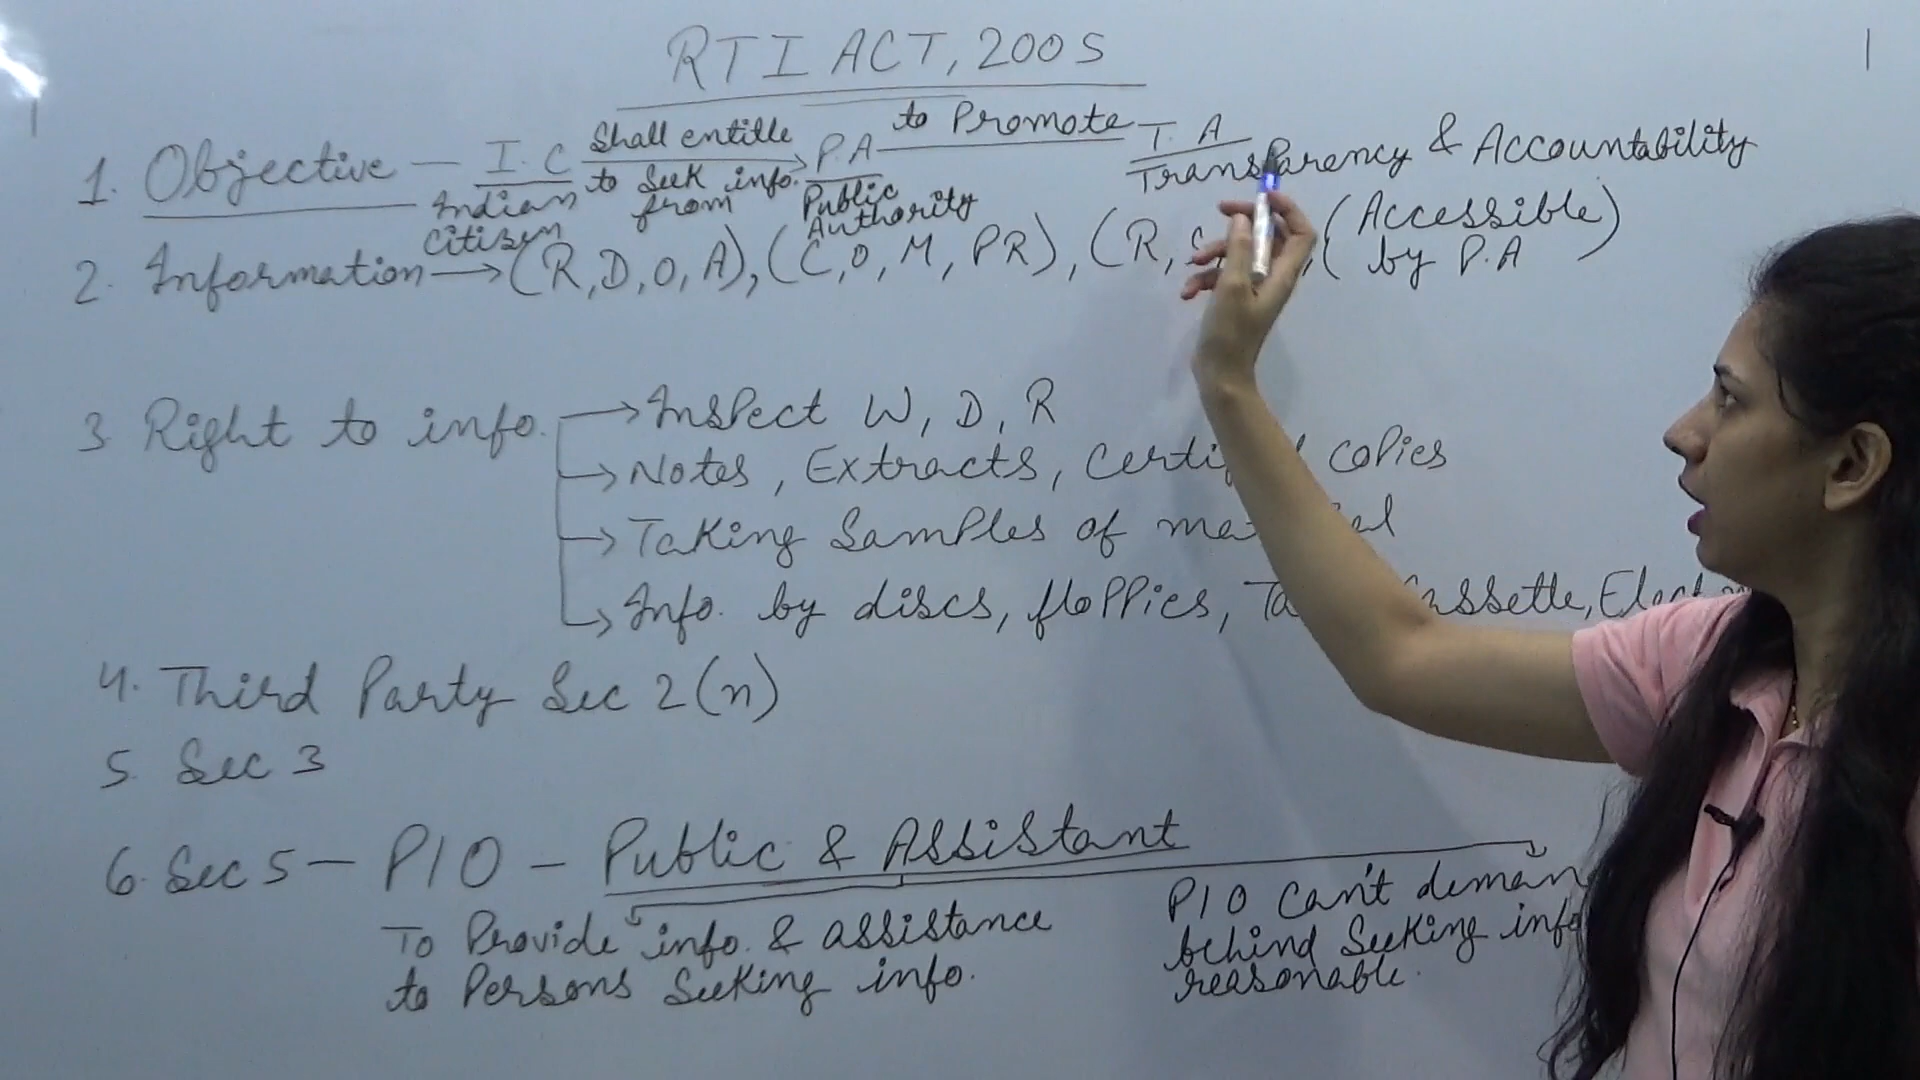 RTI ACT, 2005
1. Objective — I.C Shall entitle to seek info. from P.A to Promote T. A
Indian Citizen Public Authority Transparency & Accountability
2. Information → (R, D, O, A), (C, O, M, PR), (R, (Accessible by P.A)
3 Right to info. → Inspect W, D, R
→ Notes, Extracts, copies
→ Taking Samples of
→ Info. by discs, floppies,
4. Third Party Sec 2(n)
5. Sec 3
6. Sec 5 — PIO — Public & Assistant
To Provide info. & assistance
to Persons Seeking info.
PIO can't
behind Seeking info
reasonable.